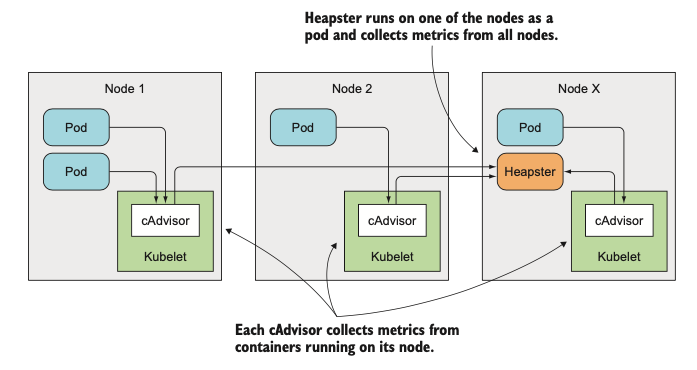 Heapster runs on one of the nodes as a
pod and collects metrics from all nodes.
Node 1
Node 2
Node X
Pod
Pod
Pod
Pod
Heapster
cAdvisor
cAdvisor
cAdvisor
Kubelet
Kubelet
Kubelet
Each cAdvisor collects metrics from
containers running on its node.